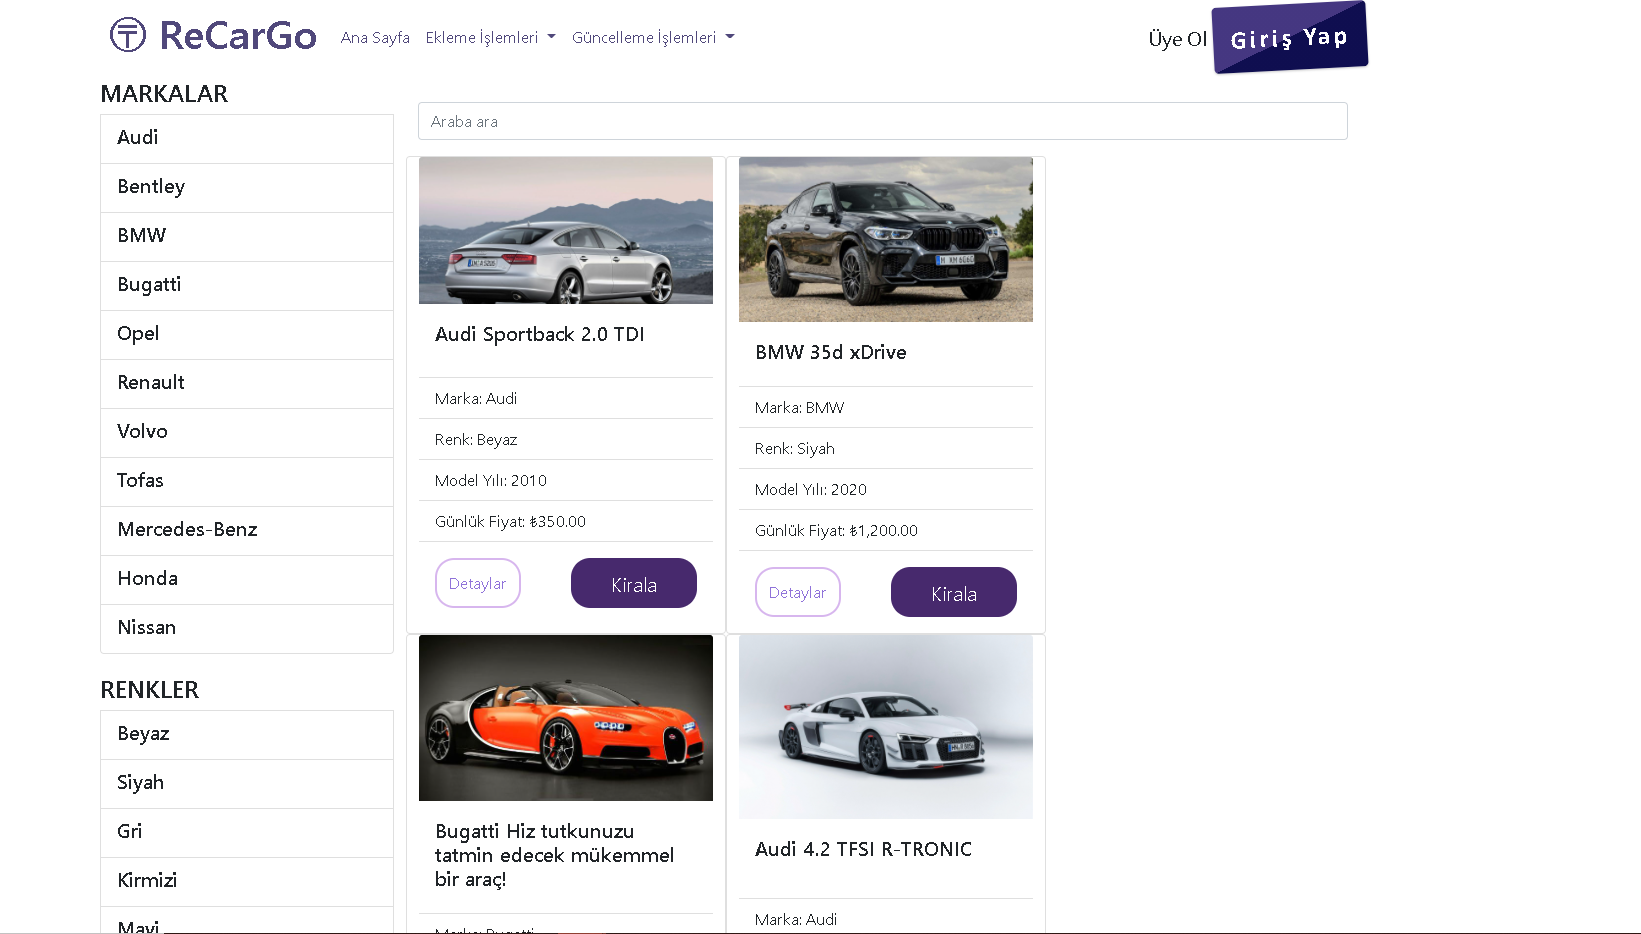 ReCarGo
Ana Sayfa
Ekleme İşlemleri
Güncelleme İşlemleri
Üye Ol
Giriş Yap
MARKALAR
Audi
Bentley
BMW
Bugatti
Opel
Renault
Volvo
Tofas
Mercedes-Benz
Honda
Nissan
RENKLER
Beyaz
Siyah
Gri
Kirmizi
Mavi
Araba ara
Audi Sportback 2.0 TDI
Marka: Audi
Renk: Beyaz
Model Yılı: 2010
Günlük Fiyat: ₺350.00
Detaylar
Kirala
BMW 35d xDrive
Marka: BMW
Renk: Siyah
Model Yılı: 2020
Günlük Fiyat: ₺1,200.00
Detaylar
Kirala
Bugatti Hiz tutkunuzu
tatmin edecek mükemmel
bir araç!
Marka: Bugatti
Audi 4.2 TFSI R-TRONIC
Marka: Audi